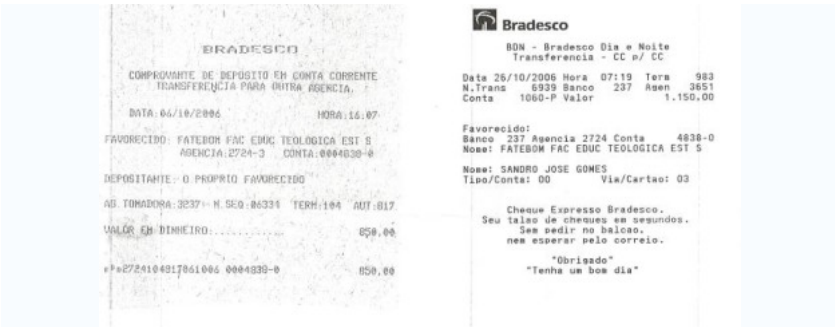 BRADESCO
COMPROVANTE DE DEPOSITO EM CONTA CORRENTE
TRANSFERENCIA PARA OUTRA AGENCIA.
DATA:06/10/2006 HORA:16:07
FAVORECIDO: FATEBOM FAC EDUC TEOLOGICA EST S
AGENCIA:2724-3 CONTA:0004838-0
DEPOSITANTE: O PROPRIO FAVORECIDO
AG.TOMADORA:3237 N.SEQ:06334 TERM:104 AUT:017
VALOR EM DINHEIRO:............ 850,00
0004838-0 850,00
Bradesco
BDN - Bradesco Dia e Noite
Transferencia - CC p/ CC
Data 26/10/2006 Hora 07:19 Term 983
N.Trans 6939 Banco 237 Agen 3651
Conta 1060-P Valor 1.150,00
Favorecido:
Banco 237 Agencia 2724 Conta 4838-0
Nome: FATEBOM FAC EDUC TEOLOGICA EST S
Nome: SANDRO JOSE GOMES
Tipo/Conta: 00 Via/Cartao: 03
Cheque Expresso Bradesco.
Seu talao de cheques em segundos.
Sem pedir no balcao,
nem esperar pelo correio.
"Obrigado"
"Tenha um bom dia"